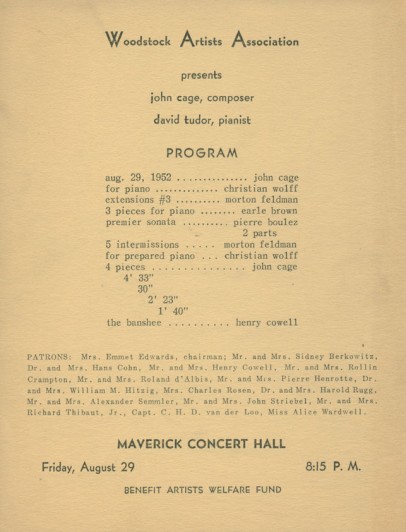 Woodstock Artists Association
presents
john cage, composer
david tudor, pianist
PROGRAM
aug. 29, 1952 ............... john cage
for piano .............. christian wolff
extensions #3 .......... morton feldman
3 pieces for piano ........ earle brown
premier sonata .......... pierre boulez
2 parts
5 intermissions ..... morton feldman
for prepared piano ... christian wolff
4 pieces ................ john cage
4' 33"
30"
2' 23"
1' 40"
the banshee .......... henry cowell
PATRONS: Mrs. Emmet Edwards, chairman; Mr. and Mrs. Sidney Berkowitz,
Dr. and Mrs. Hans Cohn, Mr. and Mrs. Henry Cowell, Mr. and Mrs. Rollin
Crampton, Mr. and Mrs. Roland d'Albis, Mr. and Mrs. Pierre Henrotte, Dr.
and Mrs. William M. Hitzig, Mrs. Charles Rosen, Dr. and Mrs. Harold Rugg,
Mr. and Mrs. Alexander Semmler, Mr. and Mrs. John Striebel, Mr. and Mrs.
Richard Thibaut, Jr., Capt. C. H. D. van der Loo, Miss Alice Wardwell.
MAVERICK CONCERT HALL
Friday, August 29 8:15 P. M.
BENEFIT ARTISTS WELFARE FUND